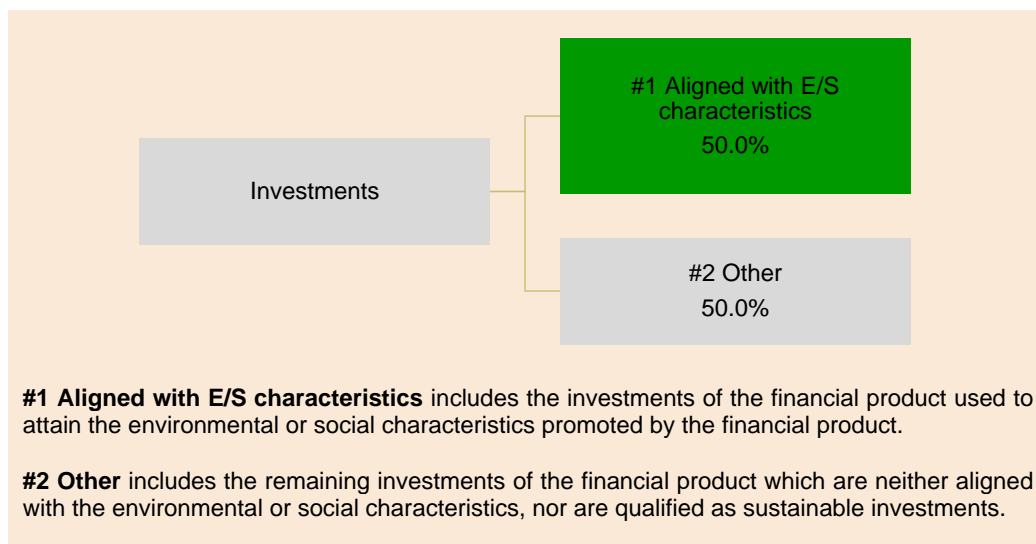 #1 Aligned with E/S
characteristics
50.0%
Investments
#2 Other
50.0%
#1 Aligned with E/S characteristics includes the investments of the financial product used to
attain the environmental or social characteristics promoted by the financial product.
#2 Other includes the remaining investments of the financial product which are neither aligned
with the environmental or social characteristics, nor are qualified as sustainable investments.